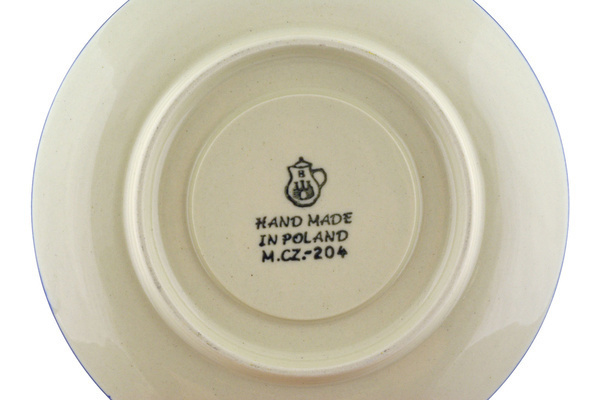 B
HAND MADE
IN POLAND
M.CZ.-204